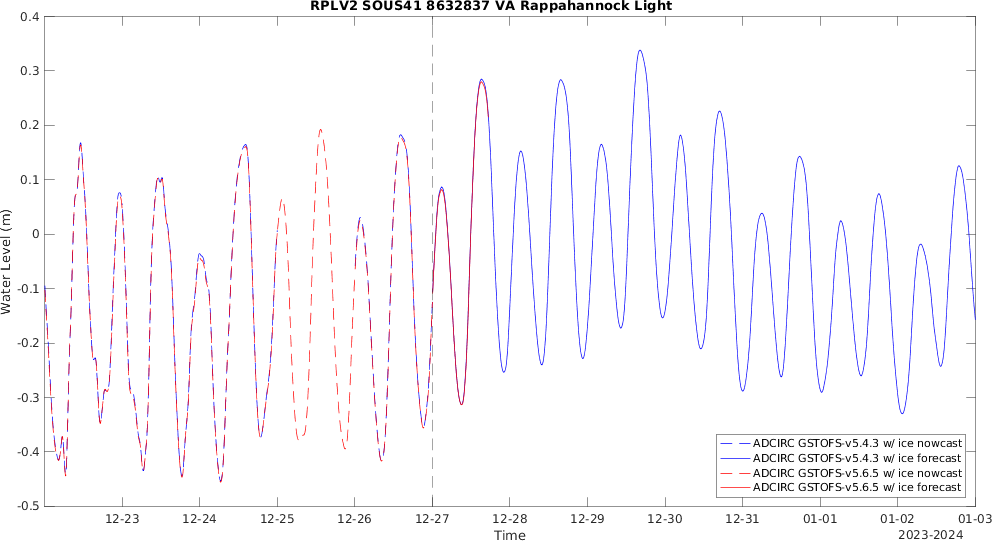 RPLV2 SOUS41 8632837 VA Rappahannock Light
0.4
0.3
0.2
0.1
0
-0.1
-0.2
-0.3
-0.4
-0.5
Water Level (m)
ADCIRC GSTOFS-v5.4.3 w/ ice nowcast
ADCIRC GSTOFS-v5.4.3 w/ ice forecast
ADCIRC GSTOFS-v5.6.5 w/ ice nowcast
ADCIRC GSTOFS-v5.6.5 w/ ice forecast
12-23 12-24 12-25 12-26 12-27 12-28 12-29 12-30 12-31 01-01 01-02 01-03
Time
2023-2024